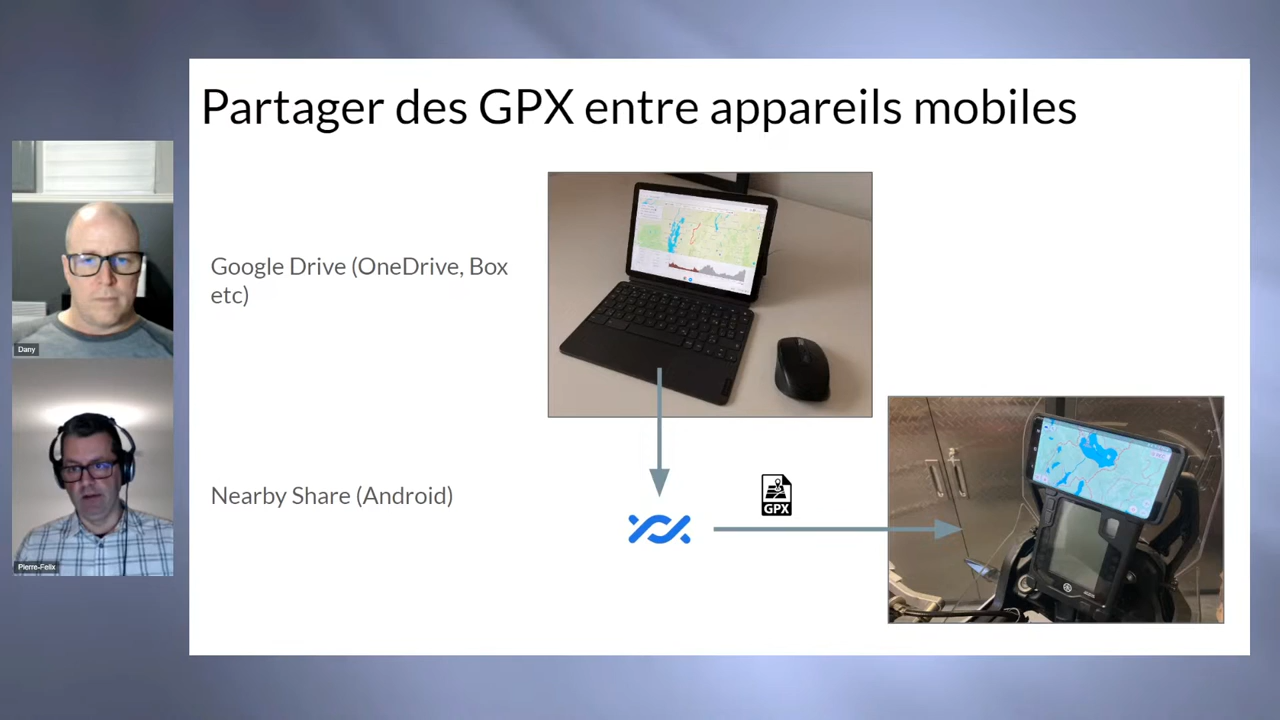 Partager des GPX entre appareils mobiles
Google Drive (OneDrive, Box
etc)
Dany
Nearby Share (Android)
GPX
Pierre-Felix